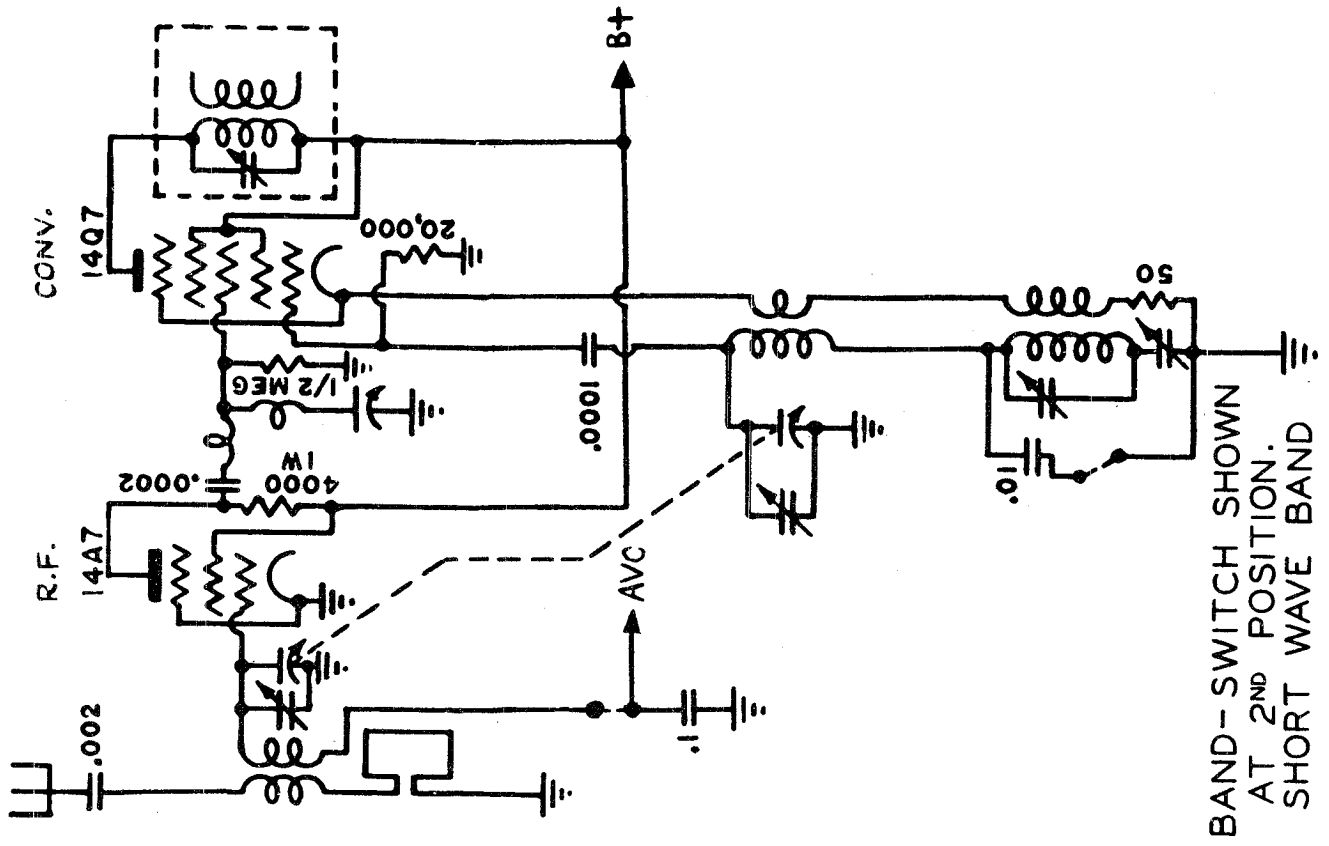 CONV.
14Q7
R.F.
14A7
.002
.0002
4000
1W
1/2 MEG
20,000
B+
.0001
AVC
.1
.01
50
BAND-SWITCH SHOWN
AT 2ND POSITION.
SHORT WAVE BAND